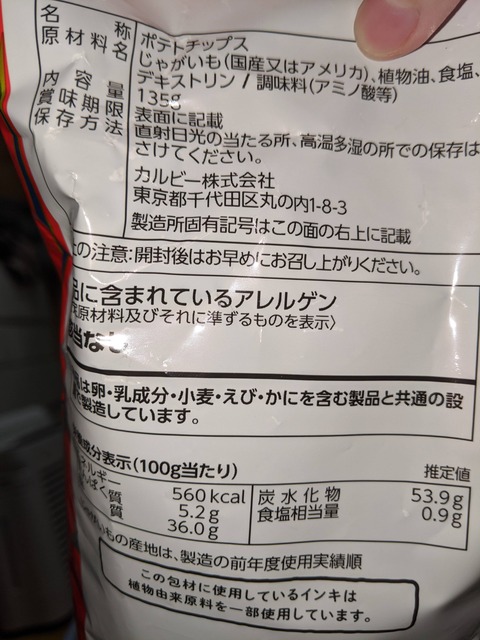 名 称 ポテトチップス
原材料名 じゃがいも(国産又はアメリカ)、植物油、食塩、
デキストリン / 調味料(アミノ酸等)
内容量 135g
賞味期限 表面に記載
保存方法 直射日光の当たる所、高温多湿の所での保存は
さけてください。
カルビー株式会社
東京都千代田区丸の内1-8-3
製造所固有記号はこの面の右上に記載
の注意:開封後はお早めにお召し上がりください。
品に含まれているアレルゲン
原材料及びそれに準ずるものを表示〉
当なし
は卵・乳成分・小麦・えび・かにを含む製品と共通の設
で製造しています。
成分表示(100g当たり) 推定値
ネルギー 560kcal 炭水化物 53.9g
ぱく質 5.2g 食塩相当量 0.9g
質 36.0g
いもの産地は、製造の前年度使用実績順
この包材に使用しているインキは
植物由来原料を一部使用しています。